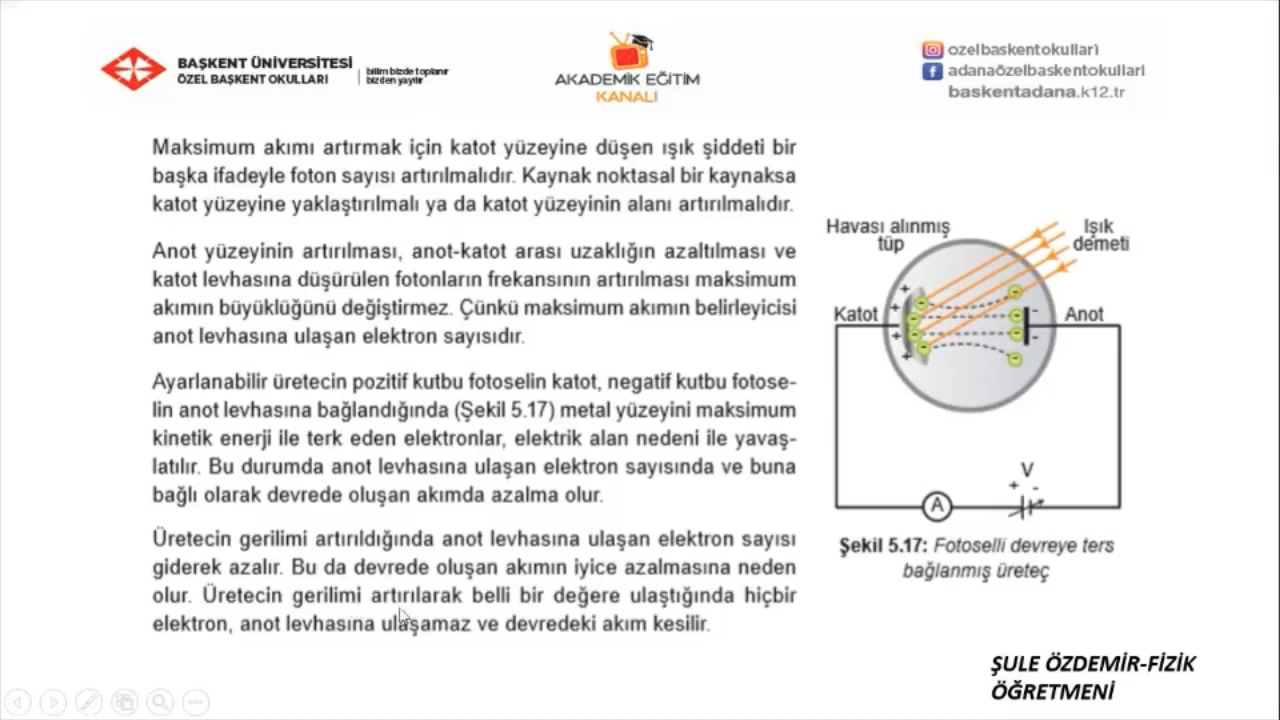 BAŞKENT ÜNİVERSİTESİ
ÖZEL BAŞKENT OKULLARI
bilim bizde toplanır
bizden yayılır
AKADEMİK EĞİTİM
KANALI
ozelbaskentokullari
adanaözelbaskentokullari
baskentadana.k12.tr
Maksimum akımı artırmak için katot yüzeyine düşen ışık şiddeti bir
başka ifadeyle foton sayısı artırılmalıdır. Kaynak noktasal bir kaynaksa
katot yüzeyine yaklaştırılmalı ya da katot yüzeyinin alanı artırılmalıdır.
Anot yüzeyinin artırılması, anot-katot arası uzaklığın azaltılması ve
katot levhasına düşürülen fotonların frekansının artırılması maksimum
akımın büyüklüğünü değiştirmez. Çünkü maksimum akımın belirleyicisi
anot levhasına ulaşan elektron sayısıdır.
Ayarlanabilir üretecin pozitif kutbu fotoselin katot, negatif kutbu fotose-
lin anot levhasına bağlandığında (Şekil 5.17) metal yüzeyini maksimum
kinetik enerji ile terk eden elektronlar, elektrik alan nedeni ile yavaş-
latılır. Bu durumda anot levhasına ulaşan elektron sayısında ve buna
bağlı olarak devrede oluşan akımda azalma olur.
Üretecin gerilimi artırıldığında anot levhasına ulaşan elektron sayısı
giderek azalır. Bu da devrede oluşan akımın iyice azalmasına neden
olur. Üretecin gerilimi artırılarak belli bir değere ulaştığında hiçbir
elektron, anot levhasına ulaşamaz ve devredeki akım kesilir.
Havası alınmış
tüp
Işık
demeti
Katot
Anot
V
+ -
A
Şekil 5.17: Fotoselli devreye ters
bağlanmış üreteç
ŞULE ÖZDEMİR-FİZİK
ÖĞRETMENİ